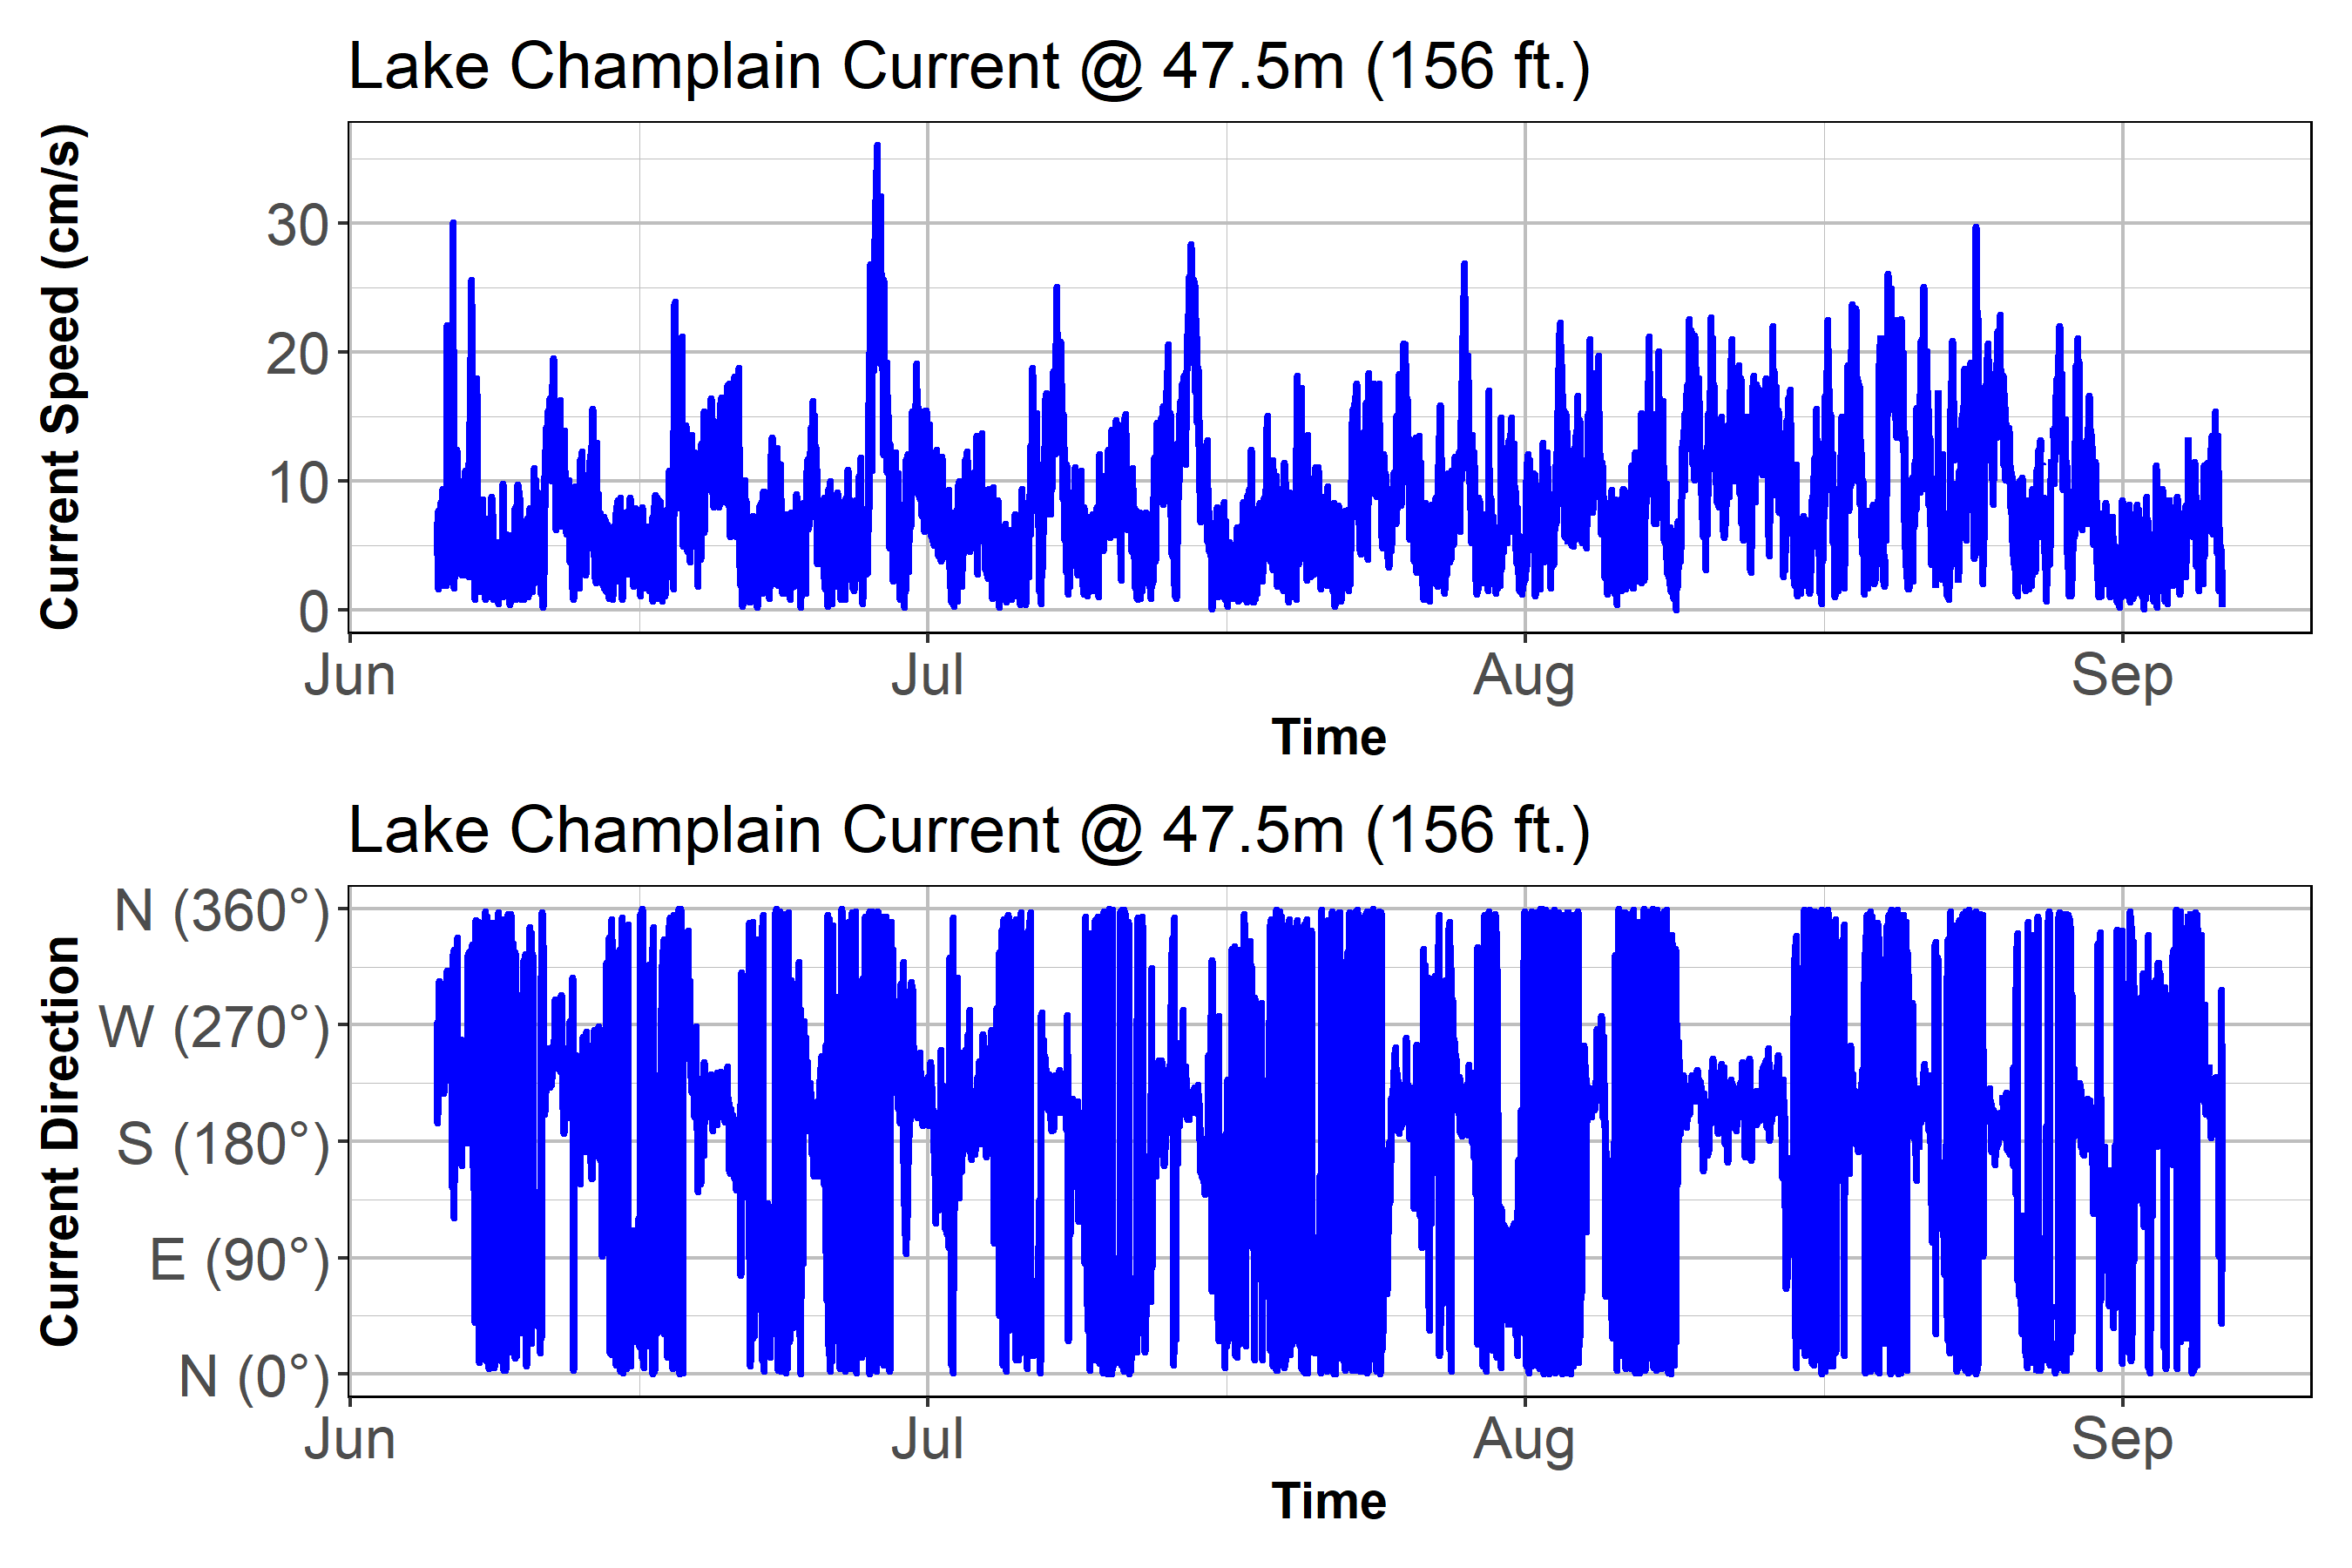 Lake Champlain Current @ 47.5m (156 ft.)
Current Speed (cm/s)
30
20
10
0
Jun Jul Aug Sep
Time
Lake Champlain Current @ 47.5m (156 ft.)
Current Direction
N (360°)
W (270°)
S (180°)
E (90°)
N (0°)
Jun Jul Aug Sep
Time